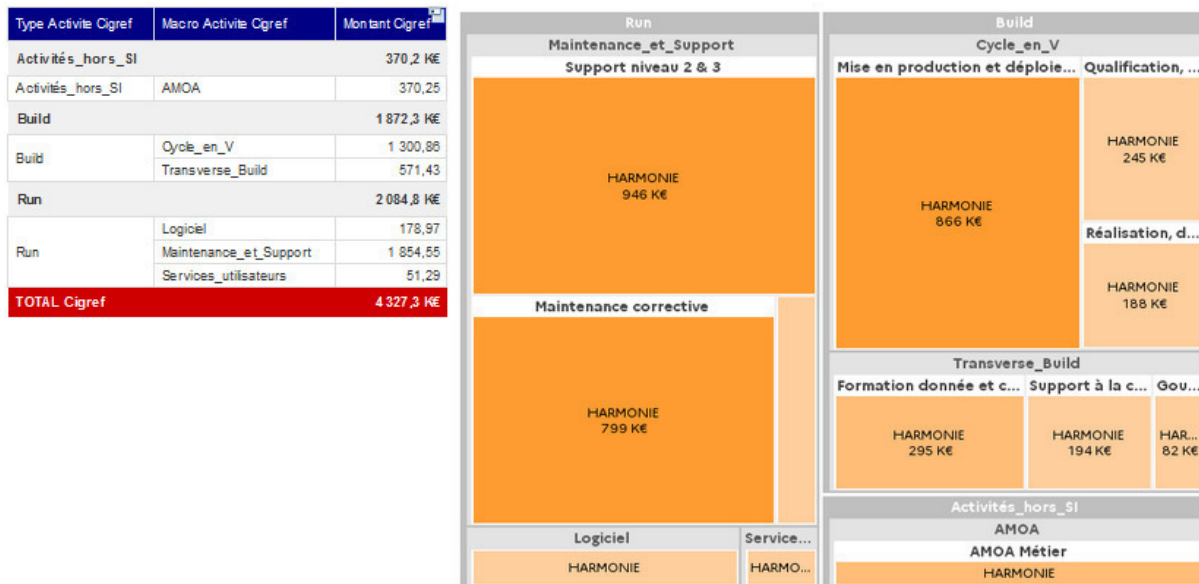 Type Activite Cigref Macro Activite Cigref Montant Cigref
Activités_hors_SI 370,2 K€
Activités_hors_SI AMOA 370,25
Build 1 872,3 K€
Build
Cycle_en_V 1 300,86
Transverse_Build 571,43
Run 2 084,8 K€
Run
Logiciel 178,97
Maintenance_et_Support 1 854,55
Services_utilisateurs 51,29
TOTAL Cigref 4 327,3 K€
Run
Maintenance_et_Support
Support niveau 2 & 3
HARMONIE
946 K€
Maintenance corrective
HARMONIE
799 K€
Logiciel
HARMONIE
Service...
HARMO...
Build
Cycle_en_V
Mise en production et déploie...
HARMONIE
866 K€
Qualification, ...
HARMONIE
245 K€
Réalisation, d...
HARMONIE
188 K€
Transverse_Build
Formation donnée et c...
HARMONIE
295 K€
Support à la c...
HARMONIE
194 K€
Gou...
HAR...
82 K€
Activités_hors_SI
AMOA
AMOA Métier
HARMONIE